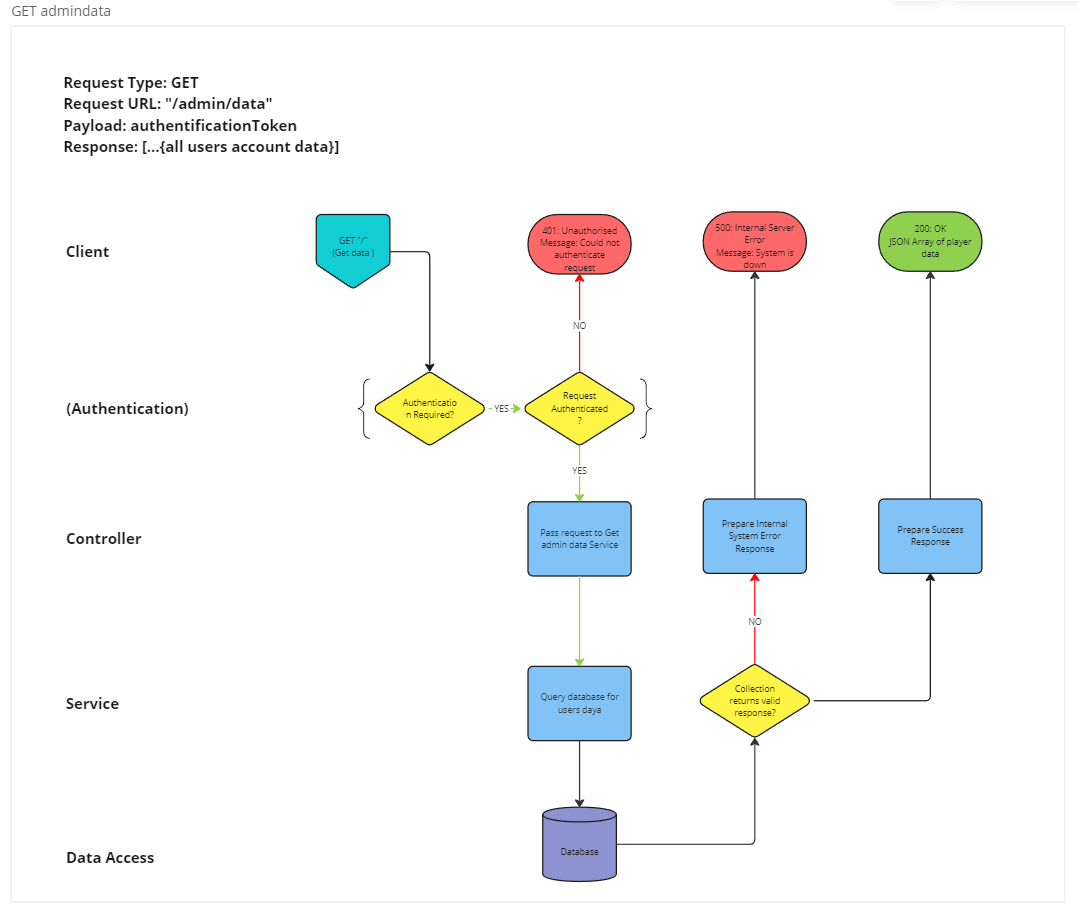 GET admindata
Request Type: GET
Request URL: "/admin/data"
Payload: authentificationToken
Response: [...{all users account data}]
Client
GET "/"
(Get data )
401: Unauthorised
Message: Could not
authenticate
request
500: Internal Server
Error
Message: System is
down
200: OK
JSON Array of player
data
NO
(Authentication)
Authenticatio
n Required?
YES
Request
Authenticated
?
YES
Controller
Pass request to Get
admin data Service
Prepare Internal
System Error
Response
Prepare Success
Response
NO
Service
Query database for
users daya
Collection
returns valid
response?
Data Access
Database